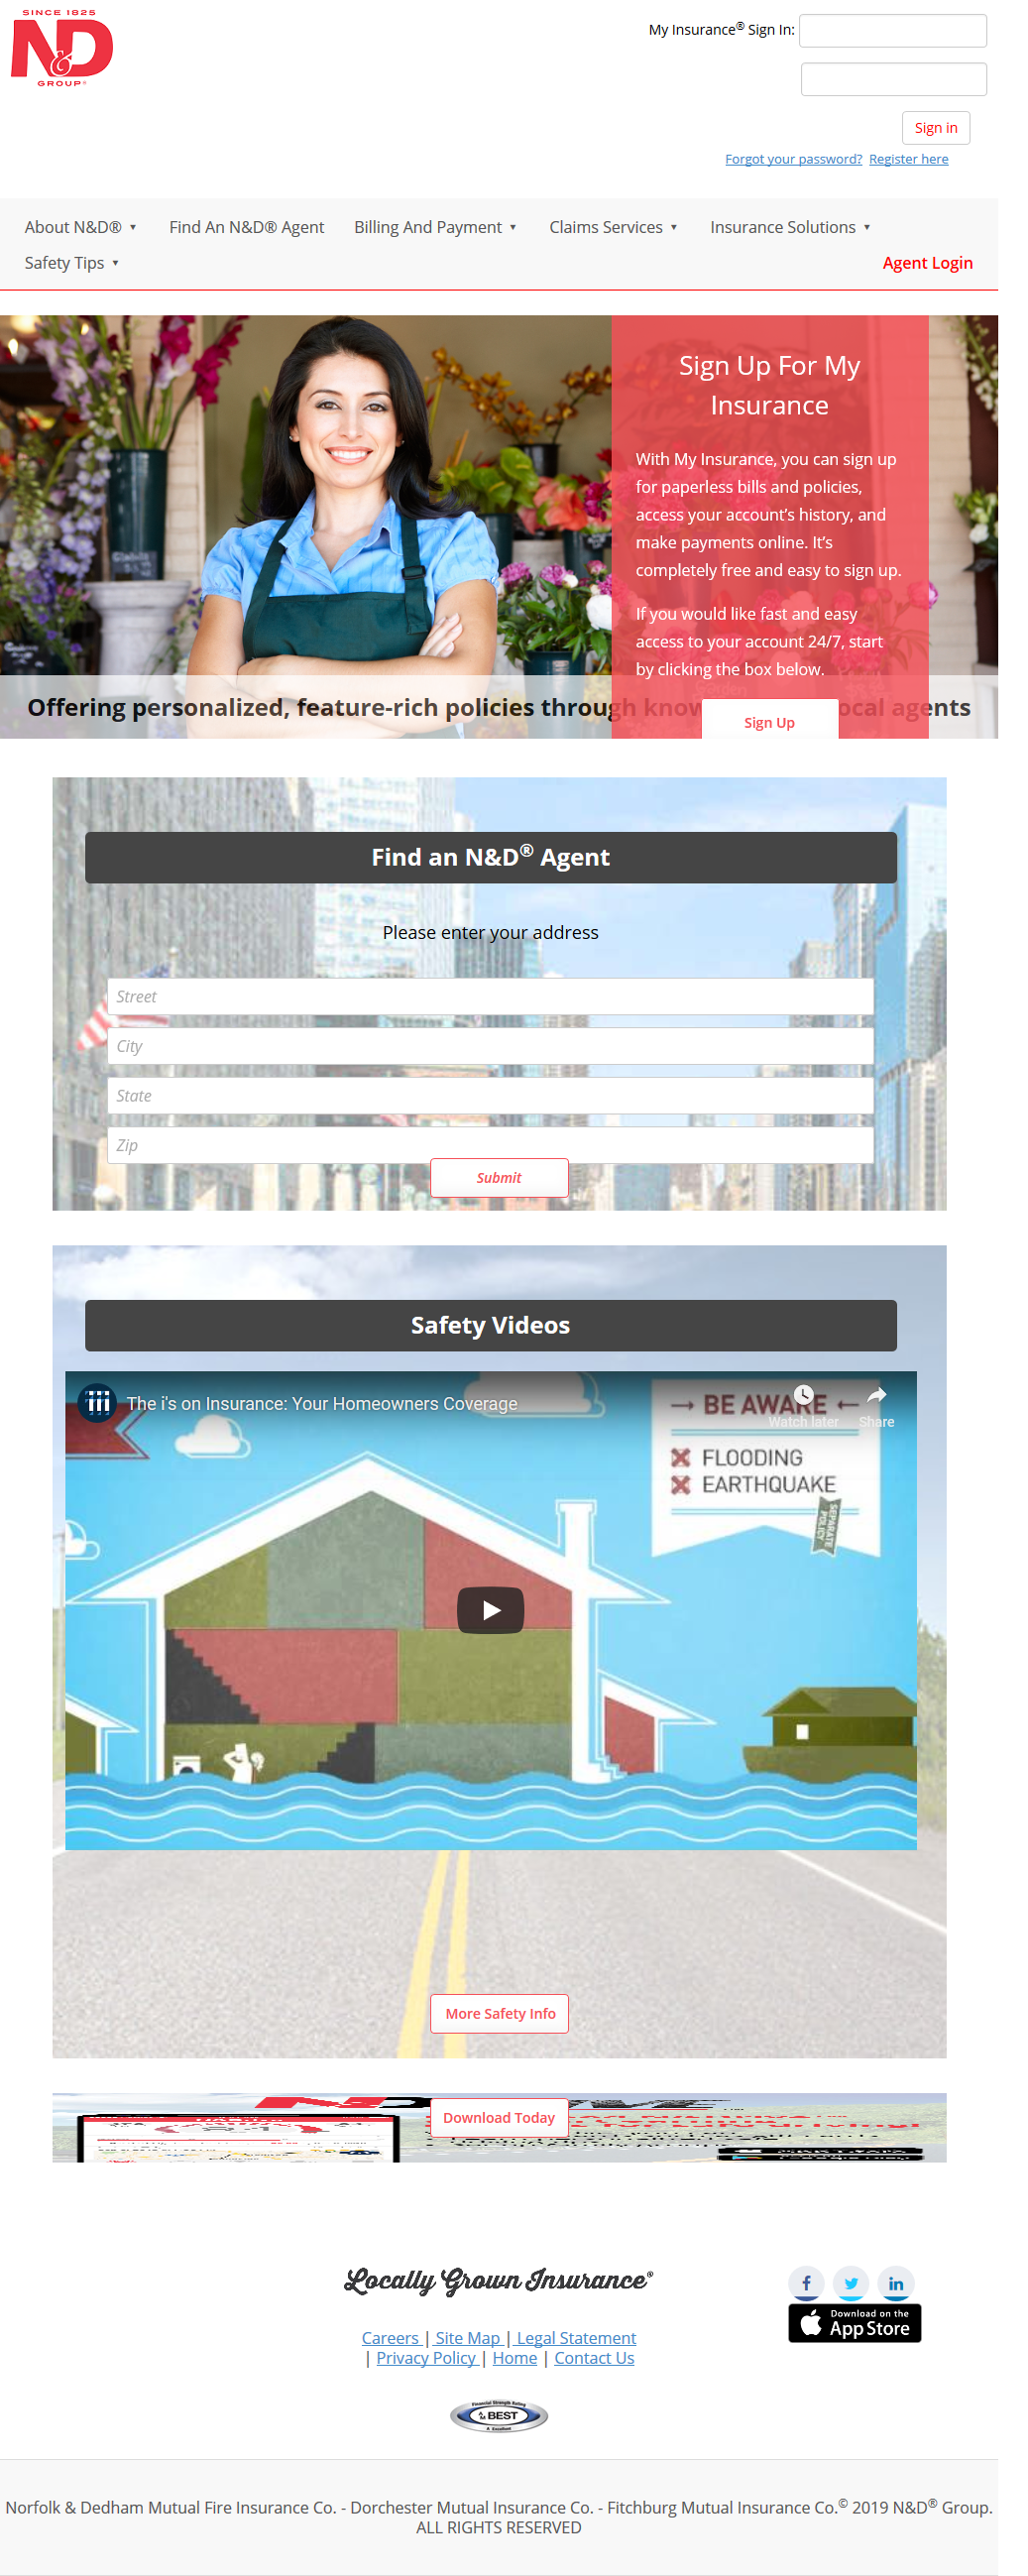 SINCE 1825
N&D
GROUP®
My Insurance® Sign In:
Sign in
Forgot your password? Register here
About N&D® ▼ Find An N&D® Agent Billing And Payment ▼ Claims Services ▼ Insurance Solutions ▼
Safety Tips ▼ Agent Login
Sign Up For My
Insurance
With My Insurance, you can sign up
for paperless bills and policies,
access your account’s history, and
make payments online. It’s
completely free and easy to sign up.
If you would like fast and easy
access to your account 24/7, start
by clicking the box below.
Sign Up
Offering personalized, feature-rich policies through local agents
Find an N&D® Agent
Please enter your address
Street
City
State
Zip
Submit
Safety Videos
The i's on Insurance: Your Homeowners Coverage
Watch later Share
BE AWARE
FLOODING
EARTHQUAKE
SEPARATE
POLICY
More Safety Info
Download Today
Locally Grown Insurance®
Download on the
App Store
Careers | Site Map | Legal Statement
| Privacy Policy | Home | Contact Us
Financial Strength Rating
AM BEST
A Excellent
Norfolk & Dedham Mutual Fire Insurance Co. - Dorchester Mutual Insurance Co. - Fitchburg Mutual Insurance Co.© 2019 N&D® Group.
ALL RIGHTS RESERVED